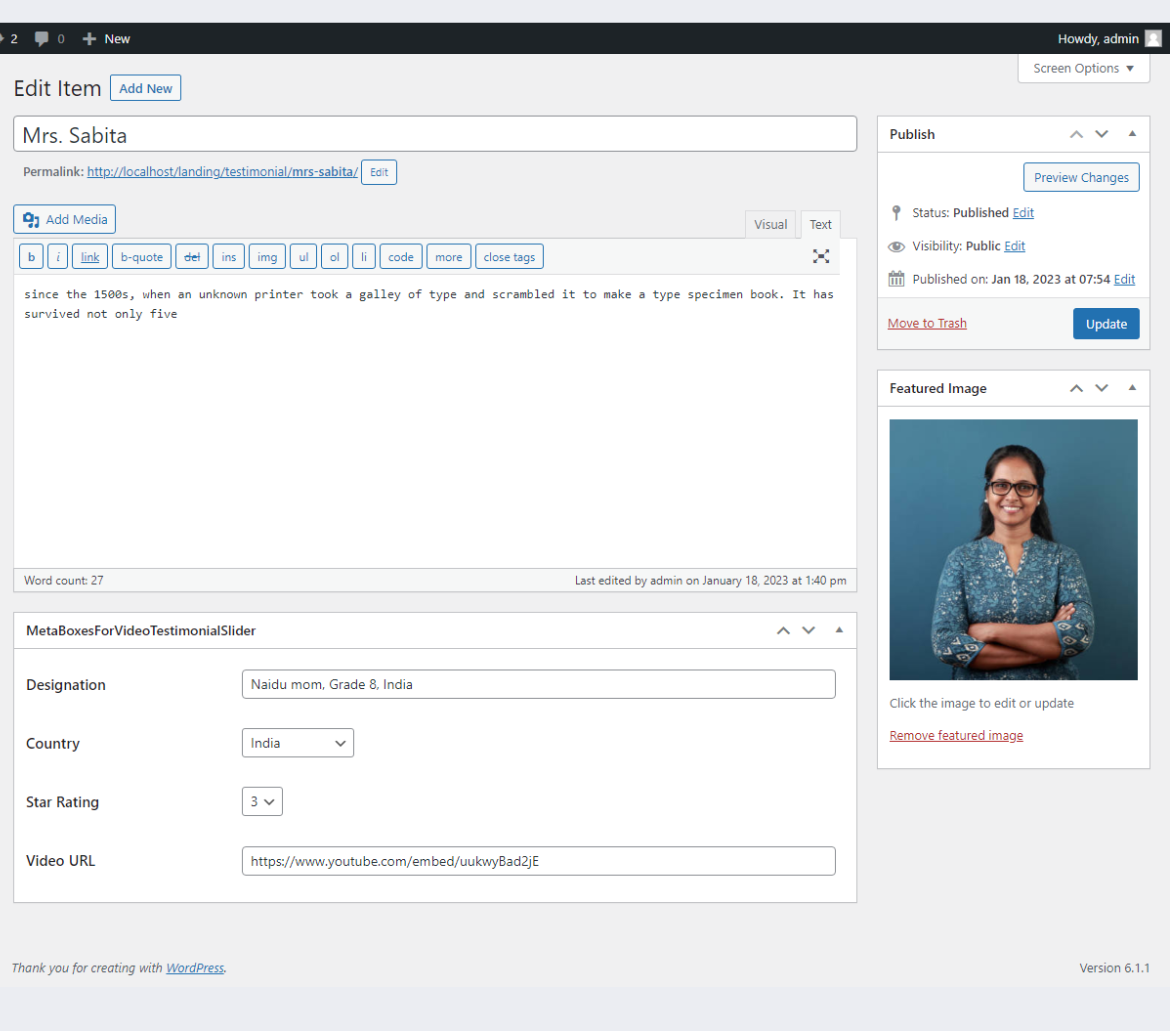 2 0 New Howdy, admin
Screen Options
Edit Item Add New
Mrs. Sabita
Permalink: http://localhost/landing/testimonial/mrs-sabita/ Edit
Add Media
Visual Text
b i link b-quote del ins img ul ol li code more close tags
since the 1500s, when an unknown printer took a galley of type and scrambled it to make a type specimen book. It has
survived not only five
Word count: 27 Last edited by admin on January 18, 2023 at 1:40 pm
MetaBoxesForVideoTestimonialSlider
Designation Naidu mom, Grade 8, India
Country India
Star Rating 3
Video URL https://www.youtube.com/embed/uukwyBad2jE
Publish
Preview Changes
Status: Published Edit
Visibility: Public Edit
Published on: Jan 18, 2023 at 07:54 Edit
Move to Trash Update
Featured Image
Click the image to edit or update
Remove featured image
Thank you for creating with WordPress. Version 6.1.1